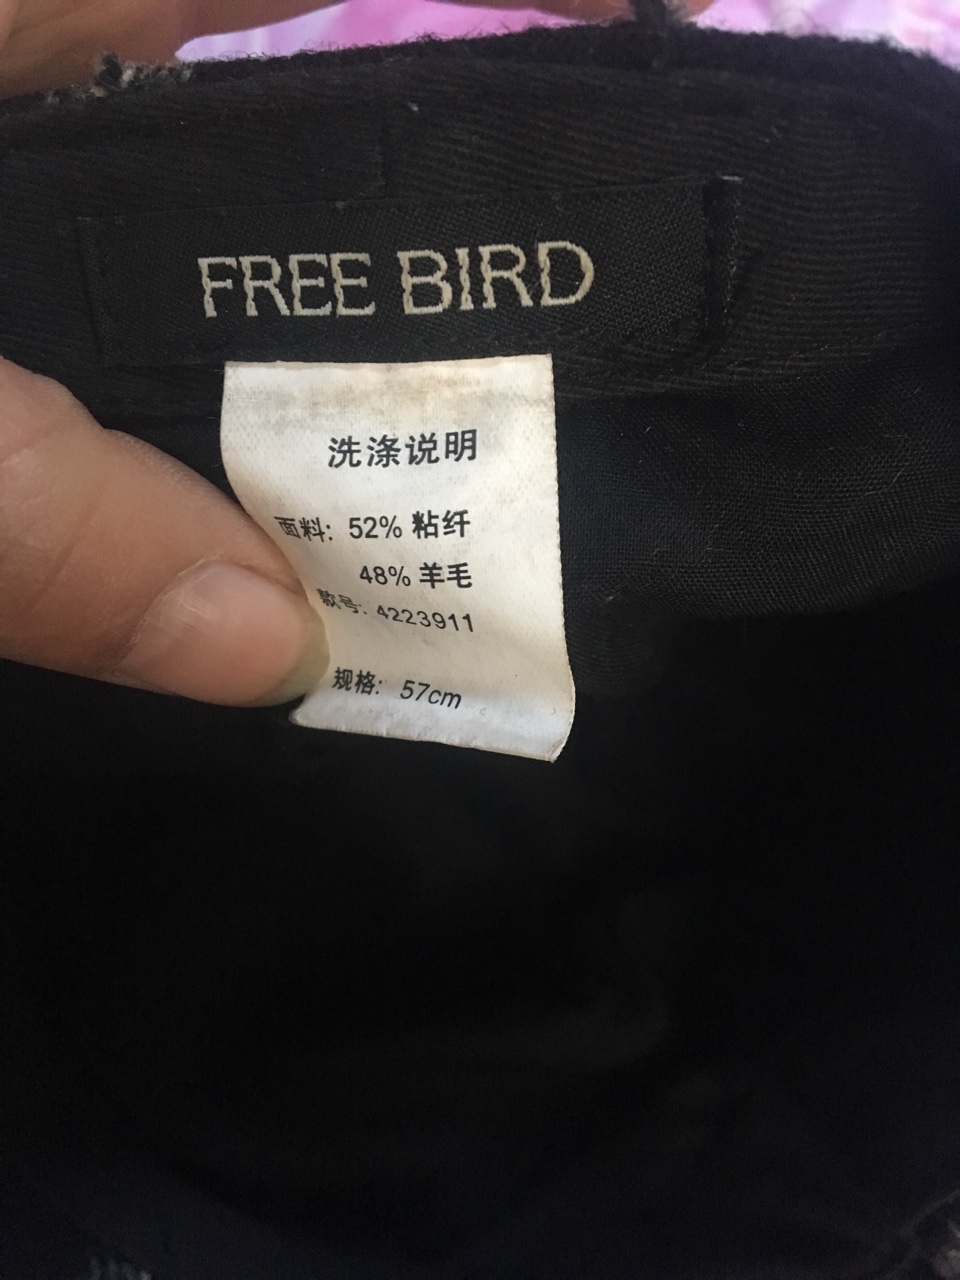 FREE BIRD
洗涤说明
面料: 52% 粘纤
48% 羊毛
款号: 4223911
规格: 57cm